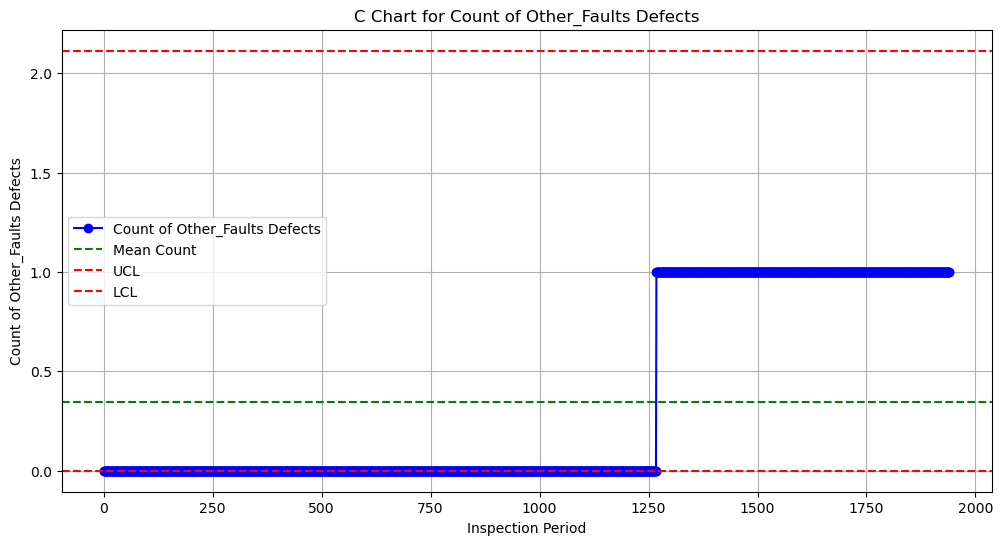 C Chart for Count of Other_Faults Defects
Count of Other_Faults Defects
2.0
1.5
1.0
0.5
0.0
Count of Other_Faults Defects
Mean Count
UCL
LCL
0
250
500
750
1000
1250
1500
1750
2000
Inspection Period